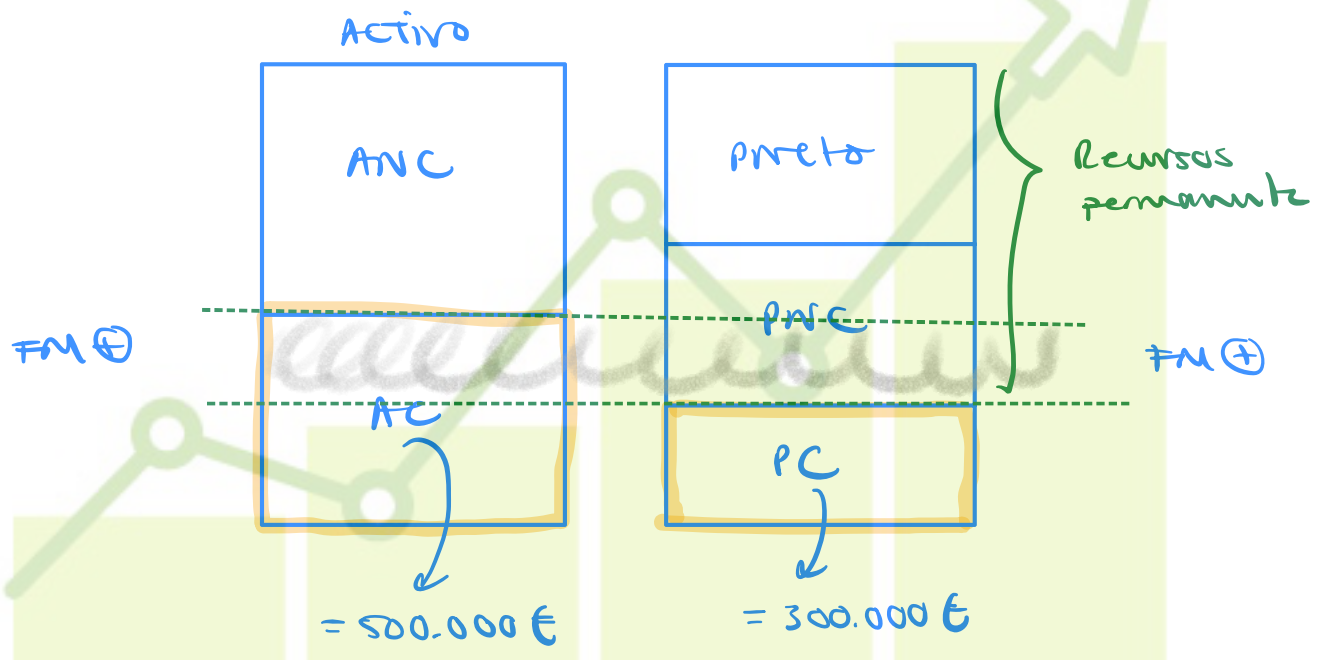 Activo
ANC
PNeto
Recursos
permanente
PNC
FM +
FM +
AC
PC
= 500.000 €
= 300.000 €